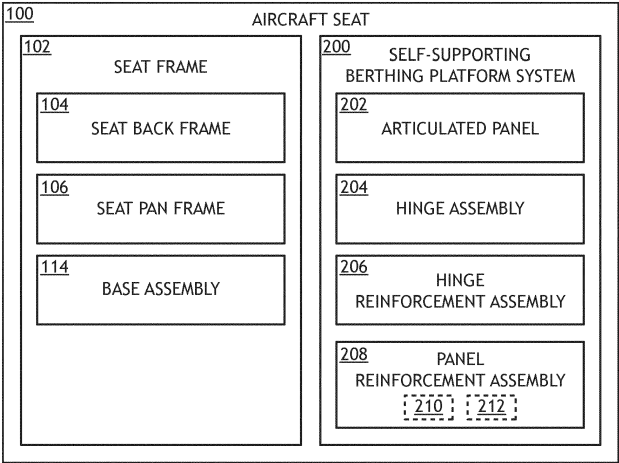 100
AIRCRAFT SEAT
102
SEAT FRAME
104
SEAT BACK FRAME
106
SEAT PAN FRAME
114
BASE ASSEMBLY
200
SELF-SUPPORTING
BERTHING PLATFORM SYSTEM
202
ARTICULATED PANEL
204
HINGE ASSEMBLY
206
HINGE
REINFORCEMENT ASSEMBLY
208
PANEL
REINFORCEMENT ASSEMBLY
210 212